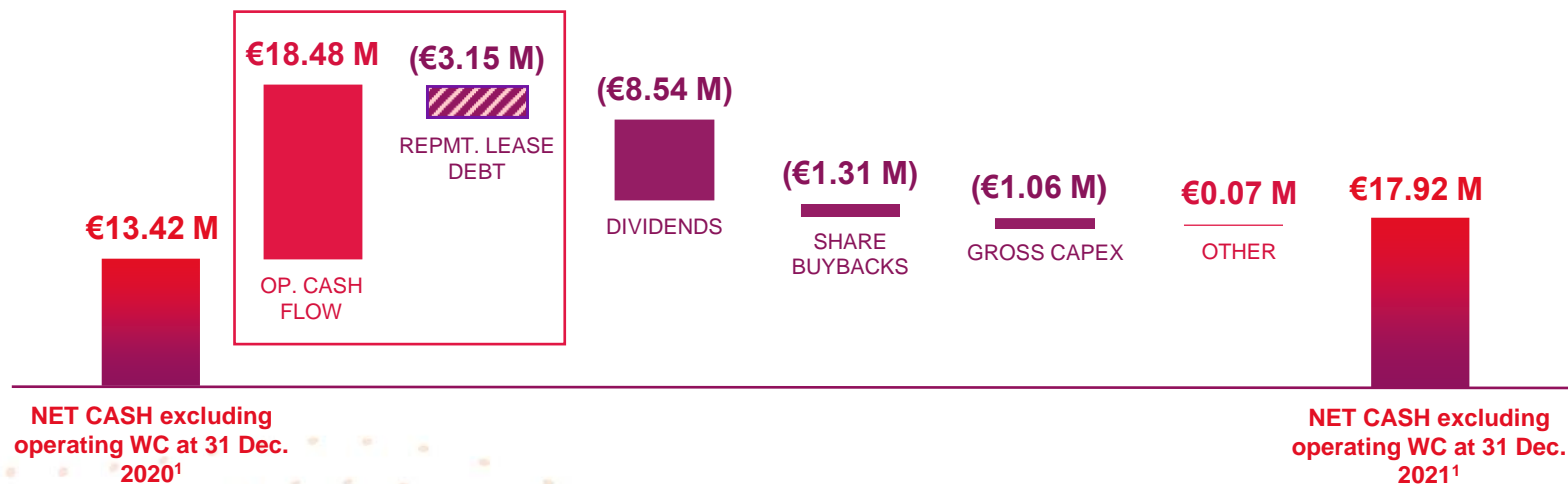 €18.48 M
(€3.15 M)
(€8.54 M)
REPMT. LEASE
DEBT
(€1.31 M)
(€1.06 M)
€0.07 M
€17.92 M
€13.42 M
DIVIDENDS
SHARE
BUYBACKS
GROSS CAPEX
OTHER
OP. CASH
FLOW
NET CASH excluding
operating WC at 31 Dec.
2020¹
NET CASH excluding
operating WC at 31 Dec.
2021¹